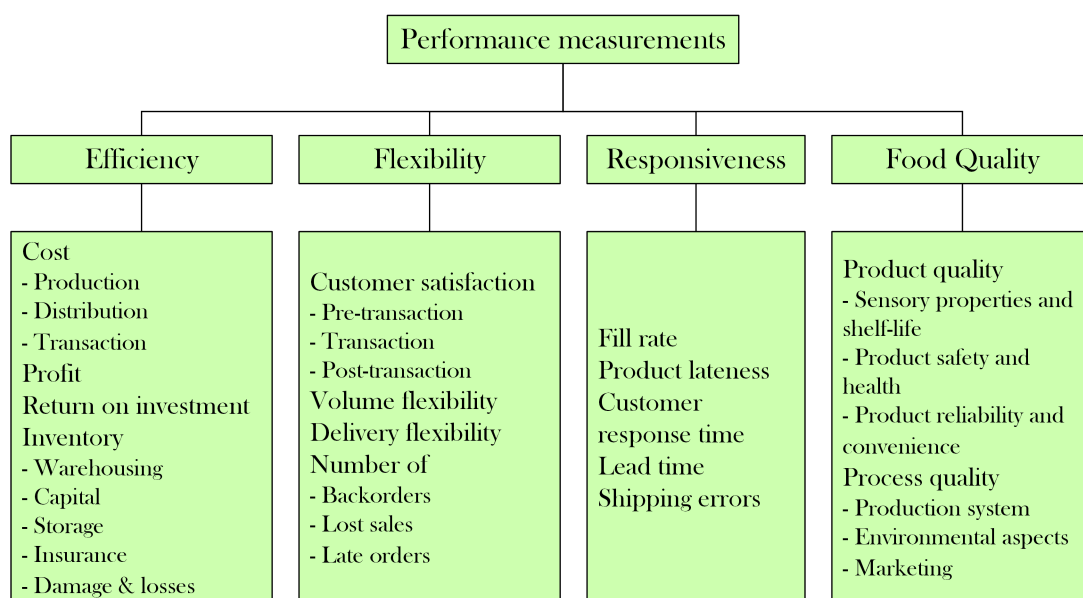 Performance measurements
Efficiency
Flexibility
Responsiveness
Food Quality
Cost
- Production
- Distribution
- Transaction
Profit
Return on investment
Inventory
- Warehousing
- Capital
- Storage
- Insurance
- Damage & losses
Customer satisfaction
- Pre-transaction
- Transaction
- Post-transaction
Volume flexibility
Delivery flexibility
Number of
- Backorders
- Lost sales
- Late orders
Fill rate
Product lateness
Customer
response time
Lead time
Shipping errors
Product quality
- Sensory properties and
shelf-life
- Product safety and
health
- Product reliability and
convenience
Process quality
- Production system
- Environmental aspects
- Marketing